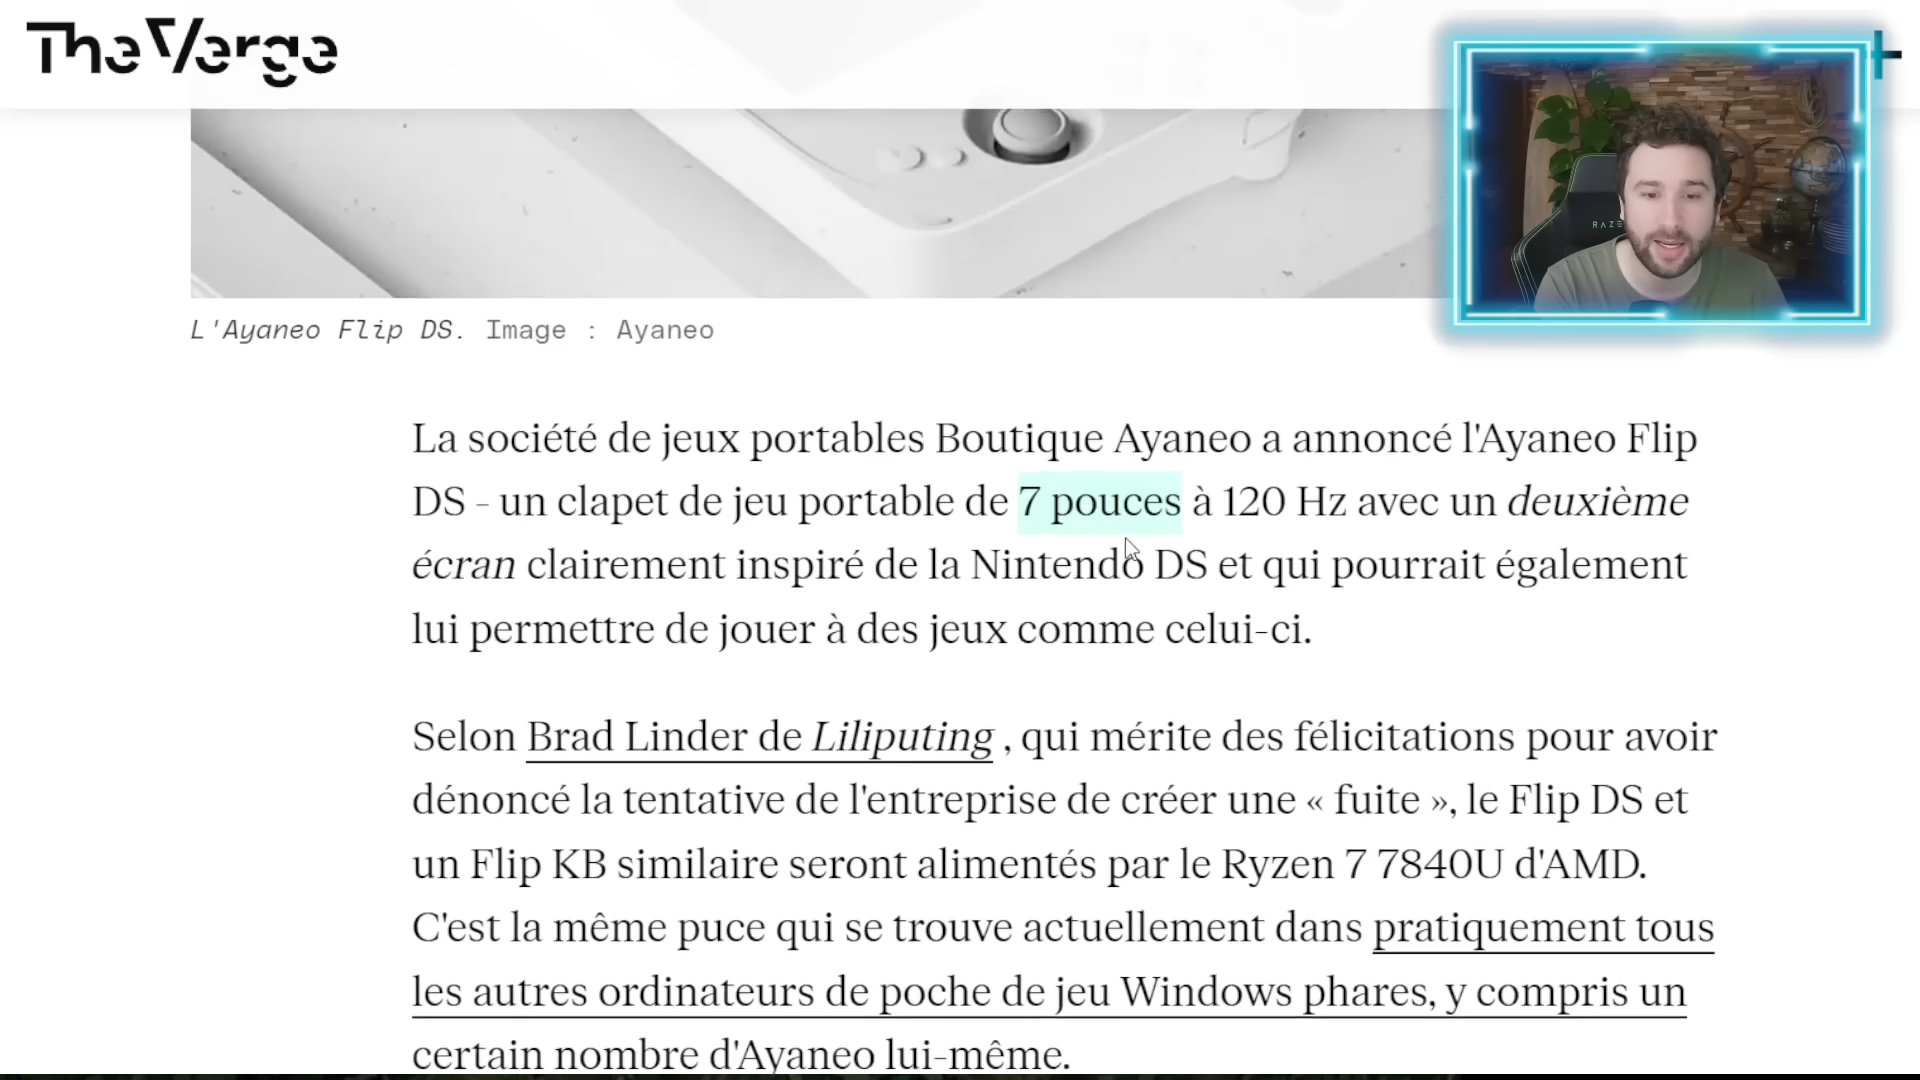 The Verge
RAZE
L'Ayaneo Flip DS. Image : Ayaneo
La société de jeux portables Boutique Ayaneo a annoncé l'Ayaneo Flip
DS - un clapet de jeu portable de 7 pouces à 120 Hz avec un deuxième
écran clairement inspiré de la Nintendo DS et qui pourrait également
lui permettre de jouer à des jeux comme celui-ci.
Selon Brad Linder de Liliputing , qui mérite des félicitations pour avoir
dénoncé la tentative de l'entreprise de créer une « fuite », le Flip DS et
un Flip KB similaire seront alimentés par le Ryzen 7 7840U d'AMD.
C'est la même puce qui se trouve actuellement dans pratiquement tous
les autres ordinateurs de poche de jeu Windows phares, y compris un
certain nombre d'Ayaneo lui-même.